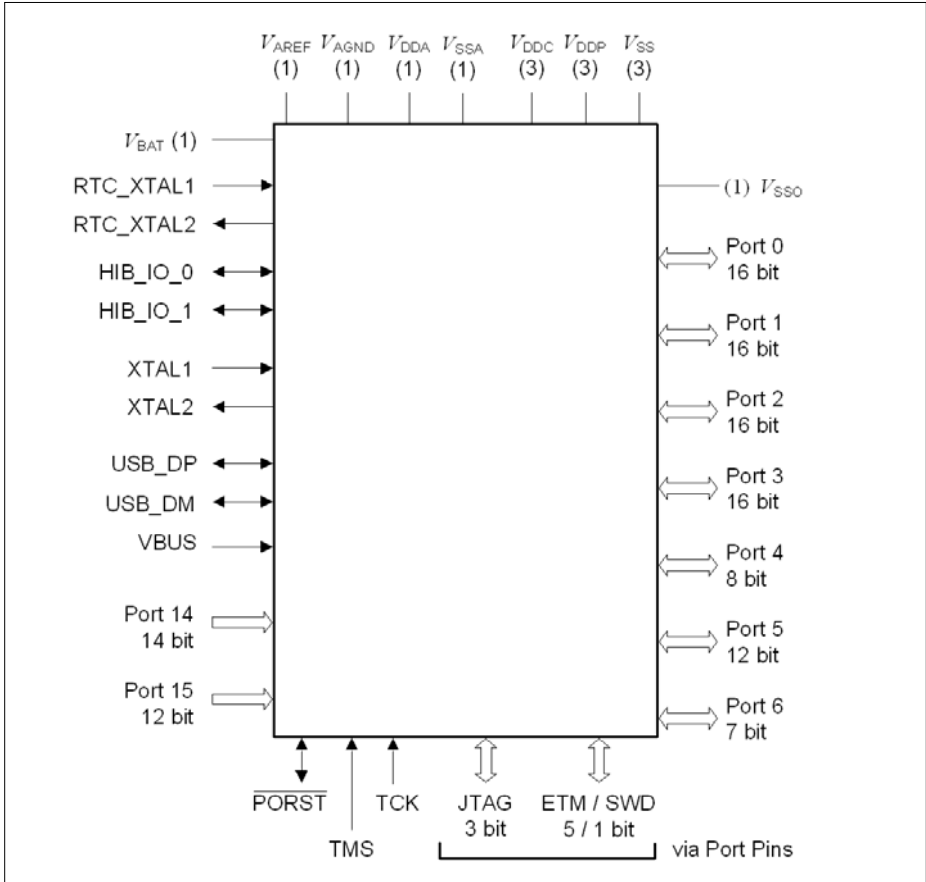 VAREF VAGND VDDA VSSA VDDC VDDP VSS
(1) (1) (1) (1) (3) (3) (3)
VBAT (1)
RTC_XTAL1
(1) VSSO
RTC_XTAL2
Port 0
16 bit
HIB_IO_0
HIB_IO_1
Port 1
16 bit
XTAL1
XTAL2
Port 2
16 bit
USB_DP
USB_DM
Port 3
16 bit
VBUS
Port 4
8 bit
Port 14
14 bit
Port 5
12 bit
Port 15
12 bit
Port 6
7 bit
PORST TCK JTAG ETM / SWD
3 bit 5 / 1 bit
TMS via Port Pins